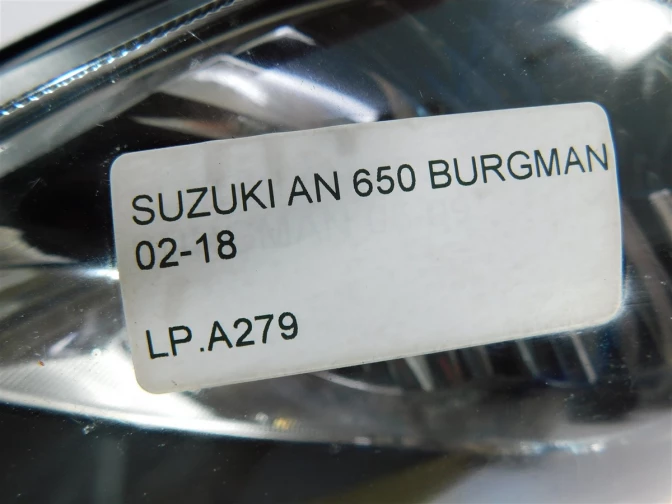 SUZUKI AN 650 BURGMAN
02-18
LP.A279